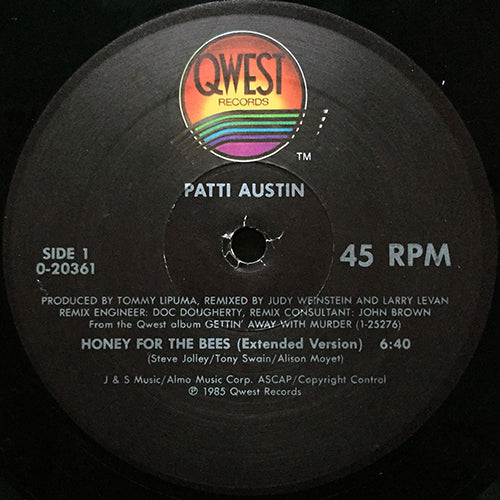 QWEST
RECORDS
TM
PATTI AUSTIN
SIDE 1
0-20361
45 RPM
PRODUCED BY TOMMY LIPUMA, REMIXED BY JUDY WEINSTEIN AND LARRY LEVAN
REMIX ENGINEER: DOC DOUGHERTY, REMIX CONSULTANT: JOHN BROWN
From the Qwest album GETTIN' AWAY WITH MURDER (1-25276)
HONEY FOR THE BEES (Extended Version) 6:40
(Steve Jolley/Tony Swain/Alison Moyet)
J & S Music/Almo Music Corp. ASCAP/Copyright Control
℗ 1985 Qwest Records